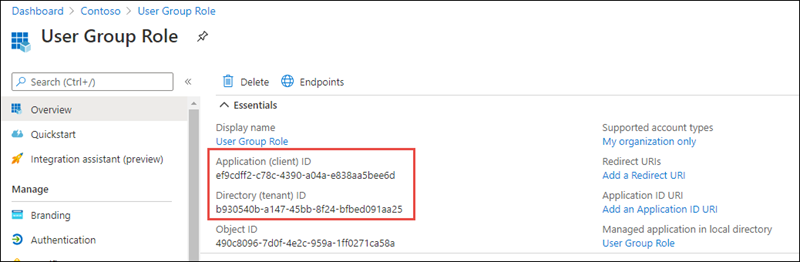 Dashboard > Contoso > User Group Role
User Group Role
Search (Ctrl+/)
«
Overview
Quickstart
Integration assistant (preview)
Manage
Branding
Authentication
Delete
Endpoints
Essentials
Display name
User Group Role
Application (client) ID
ef9cdff2-c78c-4390-a04a-e838aa5bee6d
Directory (tenant) ID
b930540b-a147-45bb-8f24-bfbed091aa25
Object ID
490c8096-7d0f-4e2c-959a-1ff0271ca58a
Supported account types
My organization only
Redirect URIs
Add a Redirect URI
Application ID URI
Add an Application ID URI
Managed application in local directory
User Group Role